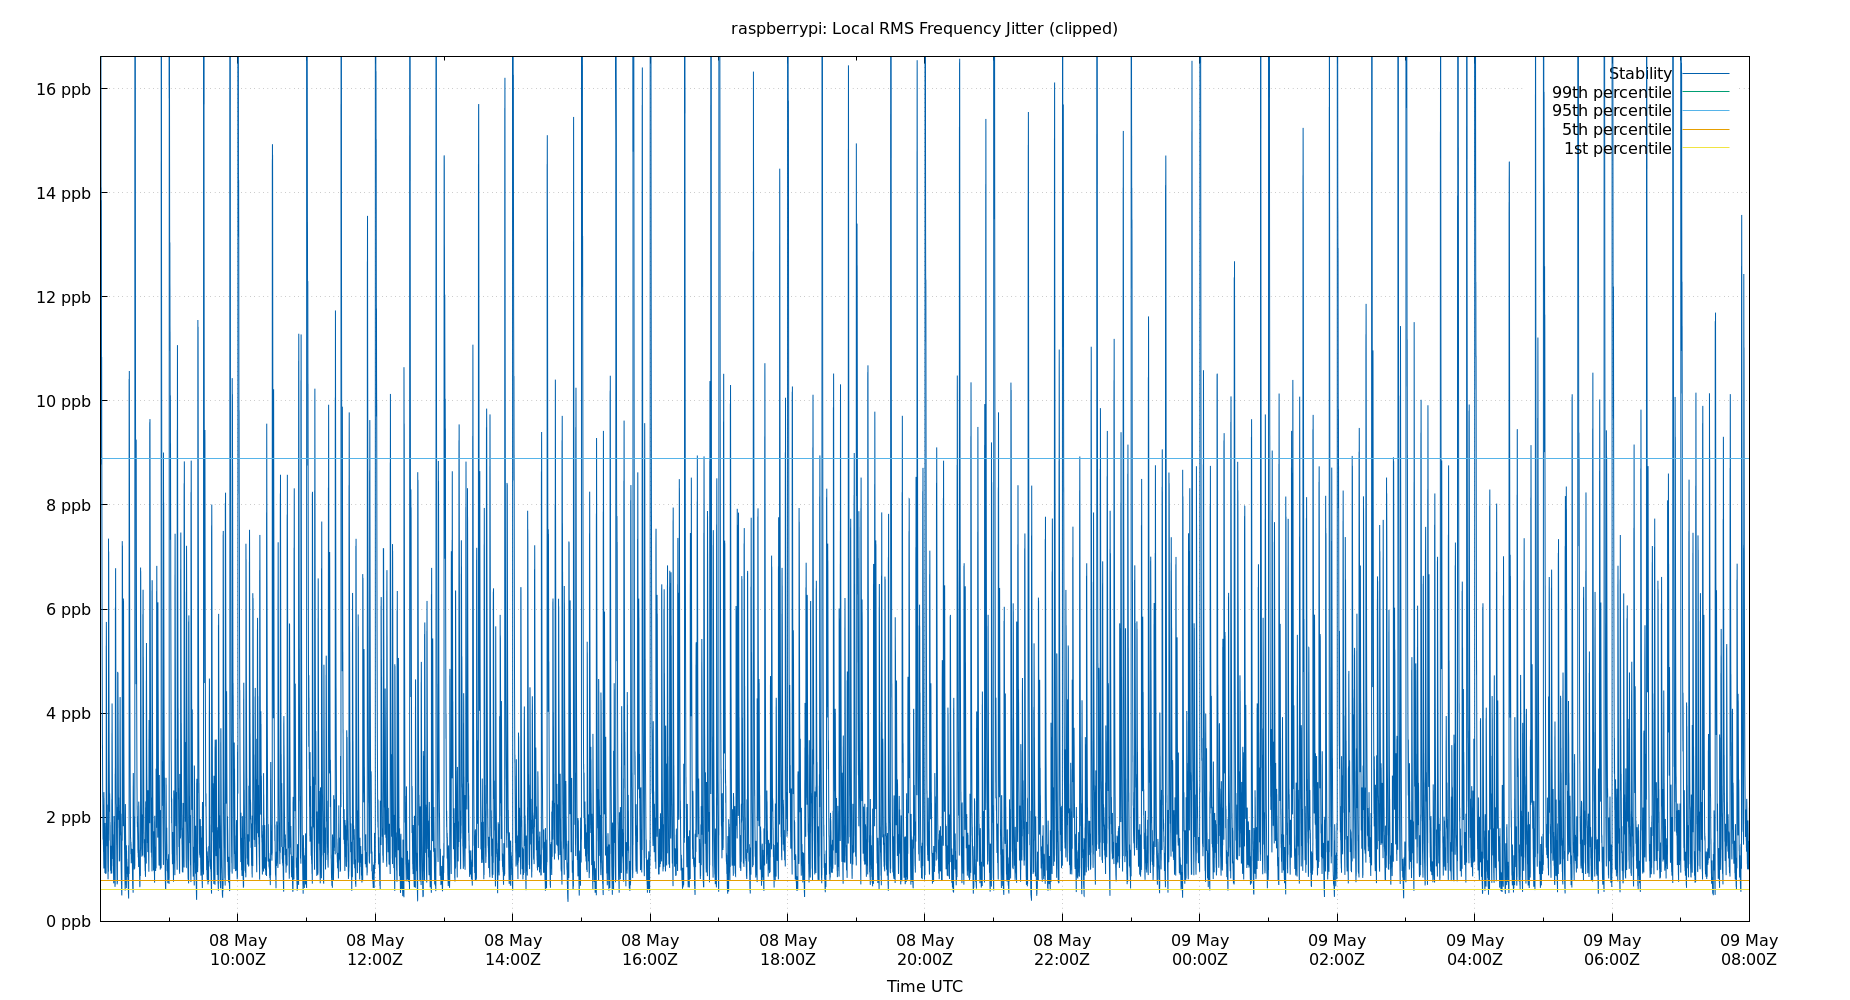 raspberrypi: Local RMS Frequency Jitter (clipped)
16 ppb
14 ppb
12 ppb
10 ppb
8 ppb
6 ppb
4 ppb
2 ppb
0 ppb
Stability
99th percentile
95th percentile
5th percentile
1st percentile
08 May 08 May 08 May 08 May 08 May 08 May 08 May 09 May 09 May 09 May 09 May 09 May
10:00Z 12:00Z 14:00Z 16:00Z 18:00Z 20:00Z 22:00Z 00:00Z 02:00Z 04:00Z 06:00Z 08:00Z
Time UTC